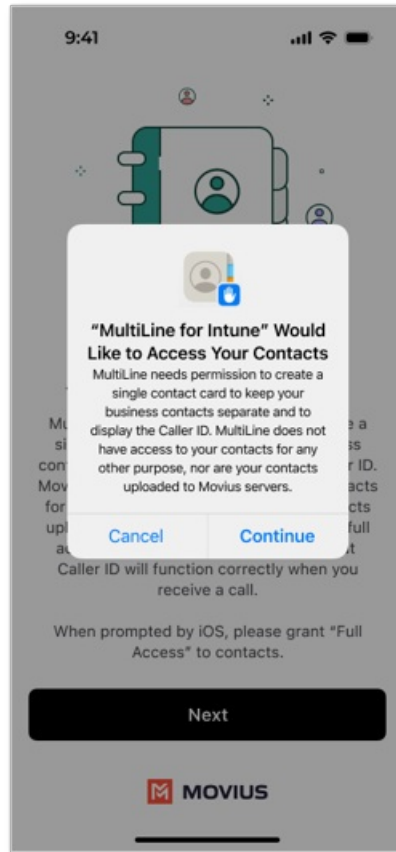 9:41
“MultiLine for Intune” Would
Like to Access Your Contacts
MultiLine needs permission to create a
single contact card to keep your
business contacts separate and to
display the Caller ID. MultiLine does not
have access to your contacts for any
other purpose, nor are your contacts
uploaded to Movius servers.
Cancel Continue
Caller ID will function correctly when you
receive a call.
When prompted by iOS, please grant “Full
Access” to contacts.
Next
MOVIUS